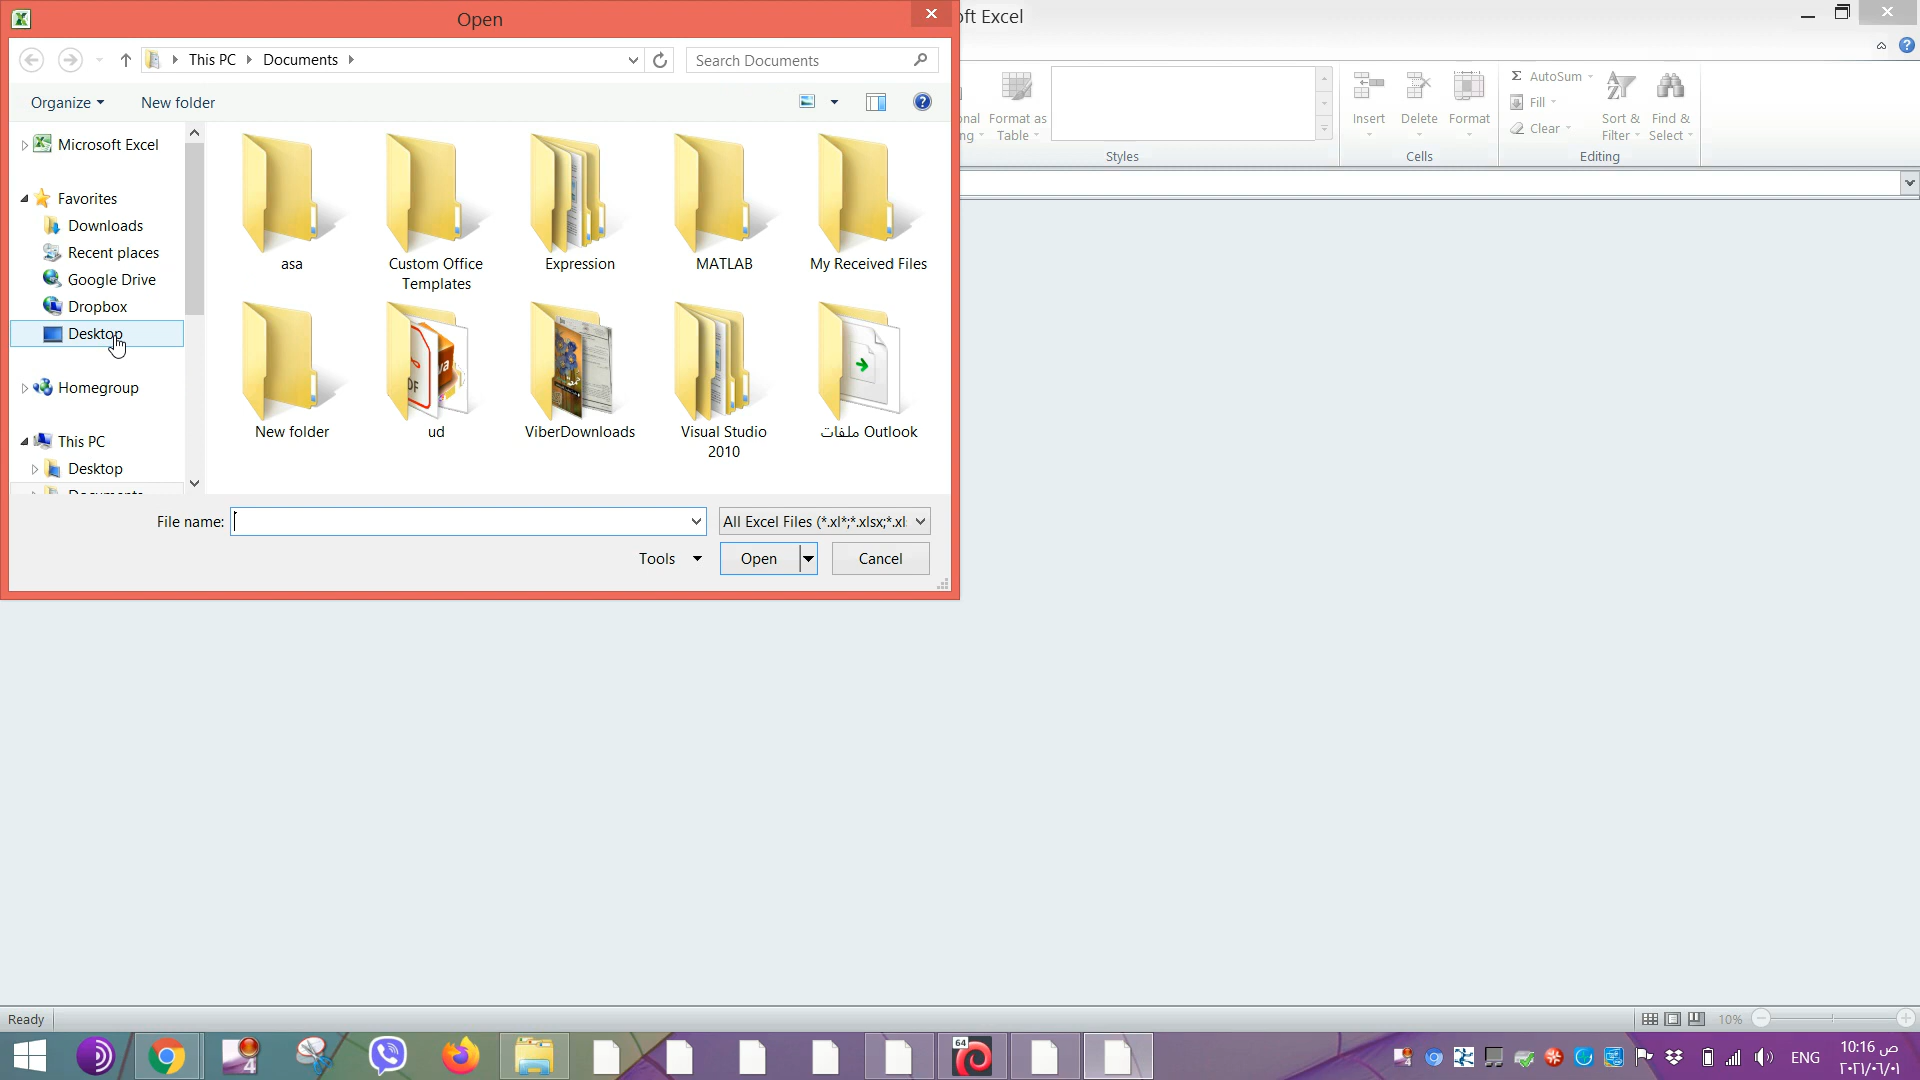 Open
oft Excel
This PC
Documents
Search Documents
Organize
New folder
AutoSum
Fill
Clear
onal
Format as
Table
Insert
Delete
Format
Sort &
Filter
Find &
Select
Styles
Cells
Editing
Microsoft Excel
Favorites
Downloads
Recent places
Google Drive
Dropbox
Desktop
Homegroup
This PC
Desktop
asa
Custom Office
Templates
Expression
MATLAB
My Received Files
New folder
ud
ViberDownloads
Visual Studio
2010
ملفات Outlook
File name:
All Excel Files (*.xl*;*.xlsx;*.xl
Tools
Open
Cancel
Ready
10%
4
64
ENG
10:16 ص
٢٠٢١/٠٦/٠١